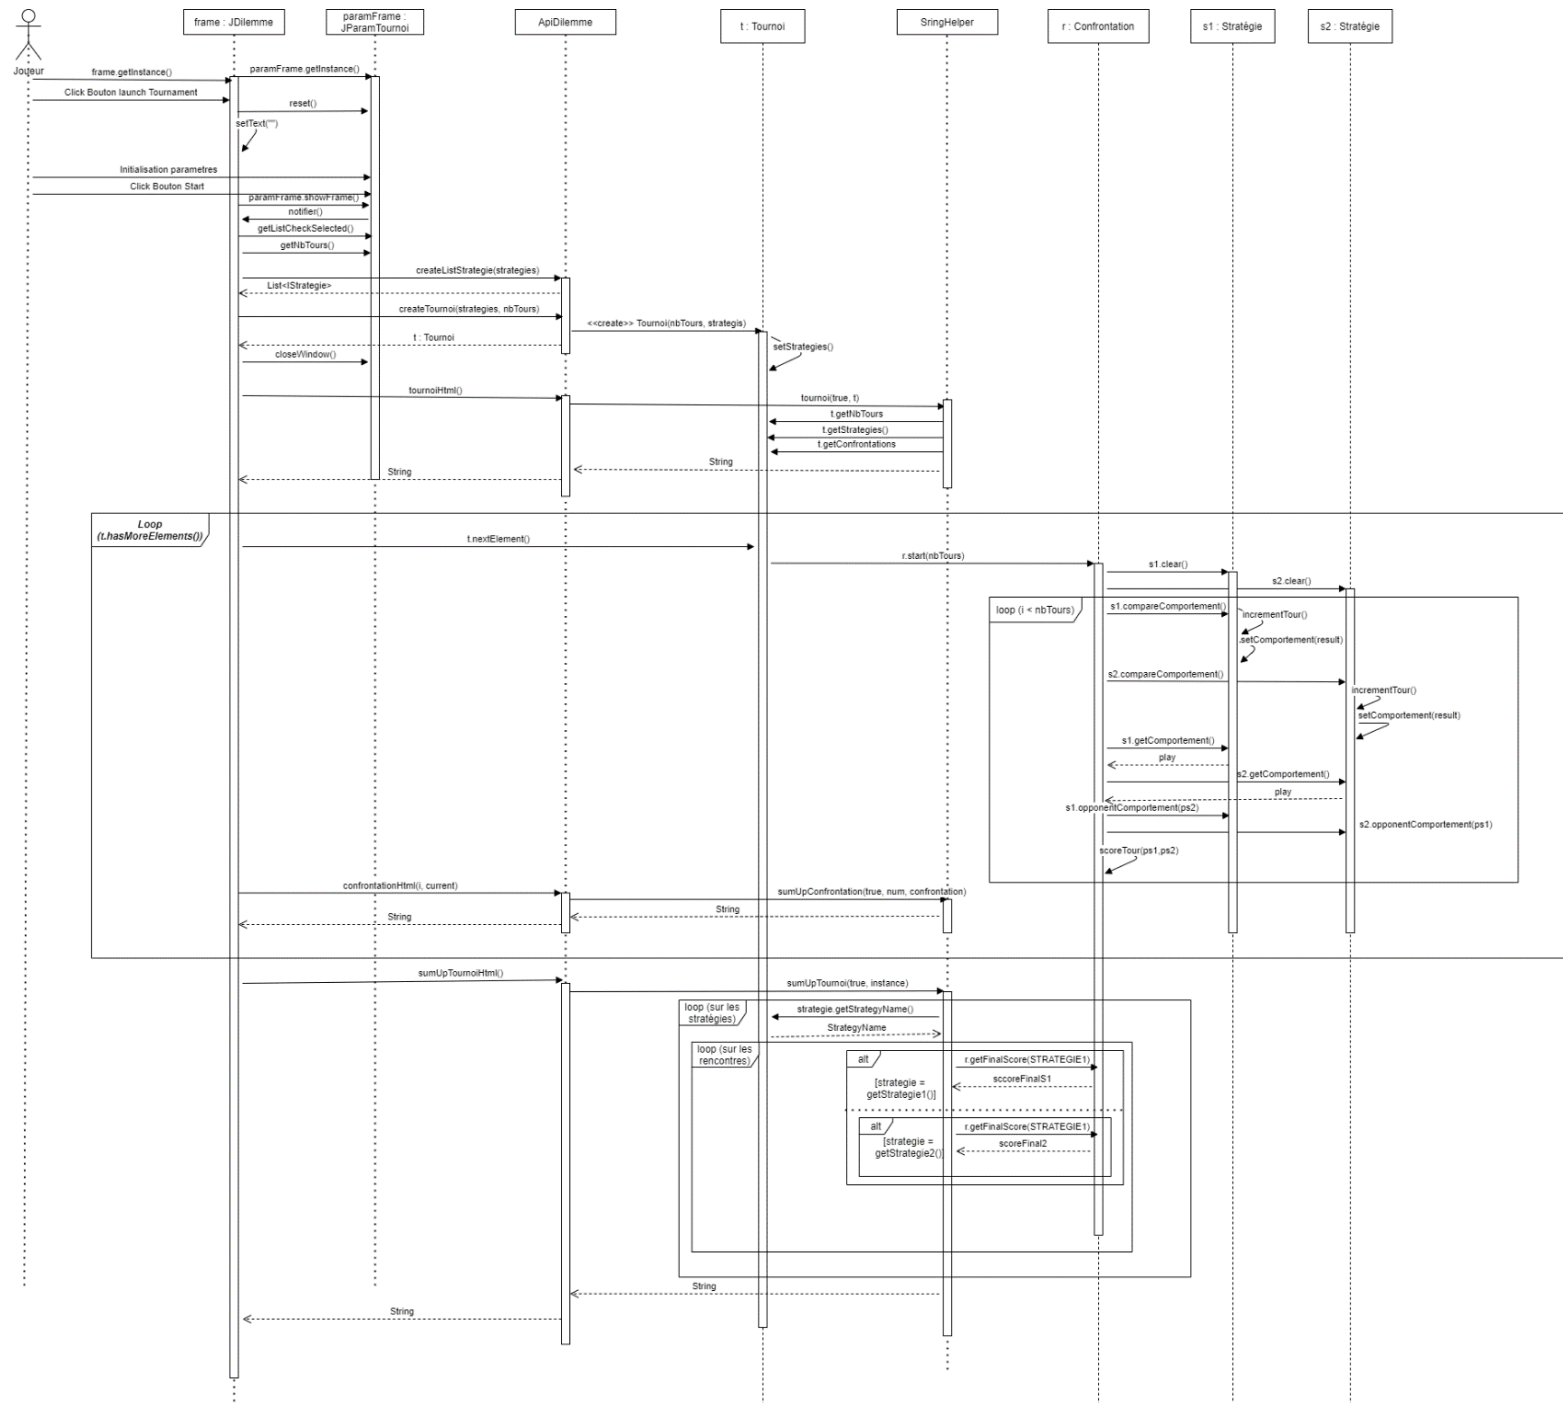 frame : JDilemme
paramFrame :
JParamTournoi
ApiDilemme
t : Tournoi
SringHelper
r : Confrontation
s1 : Stratégie
s2 : Stratégie
Joueur
frame.getInstance()
paramFrame.getInstance()
Click Bouton launch Tournament
reset()
setText("")
Initialisation parametres
Click Bouton Start
paramFrame.showFrame()
notifier()
getListCheckSelected()
getNbTours()
createListStrategie(strategies)
List<IStrategie>
createTournoi(strategies, nbTours)
<<create>> Tournoi(nbTours, strategis)
t : Tournoi
setStrategies()
closeWindow()
tournoiHtml()
tournoi(true, t)
t.getNbTours
t.getStrategies()
t.getConfrontations
String
String
Loop
(t.hasMoreElements())
t.nextElement()
r.start(nbTours)
s1.clear()
s2.clear()
loop (i < nbTours)
s1.compareComportement()
incrementTour()
setComportement(result)
s2.compareComportement()
incrementTour()
setComportement(result)
s1.getComportement()
play
s2.getComportement()
play
s1.opponentComportement(ps2)
s2.opponentComportement(ps1)
scoreTour(ps1,ps2)
confrontationHtml(i, current)
sumUpConfrontation(true, num, confrontation)
String
String
sumUpTournoiHtml()
sumUpTournoi(true, instance)
loop (sur les
stratégies)
strategie.getStrategyName()
StrategyName
loop (sur les
rencontres)
alt
r.getFinalScore(STRATEGIE1)
[strategie =
getStrategie1()]
sccoreFinalS1
alt
r.getFinalScore(STRATEGIE1)
[strategie =
getStrategie2()]
scoreFinal2
String
String